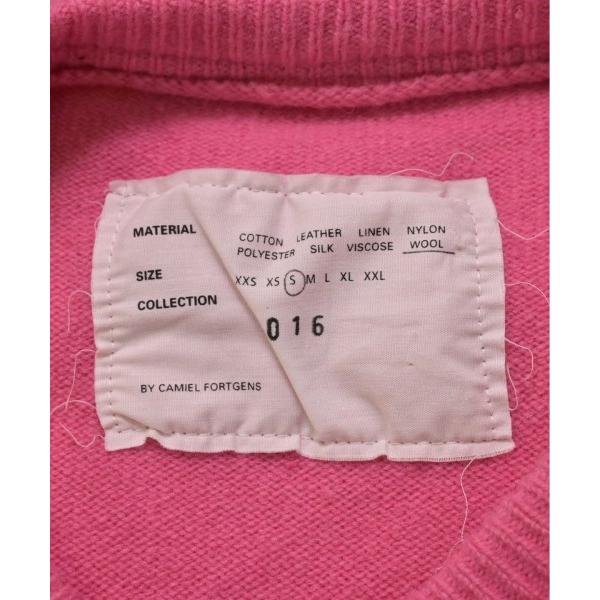 MATERIAL
COTTON LEATHER LINEN NYLON
POLYESTER SILK VISCOSE WOOL
SIZE
XXS XS S M L XL XXL
COLLECTION
016
BY CAMIEL FORTGENS